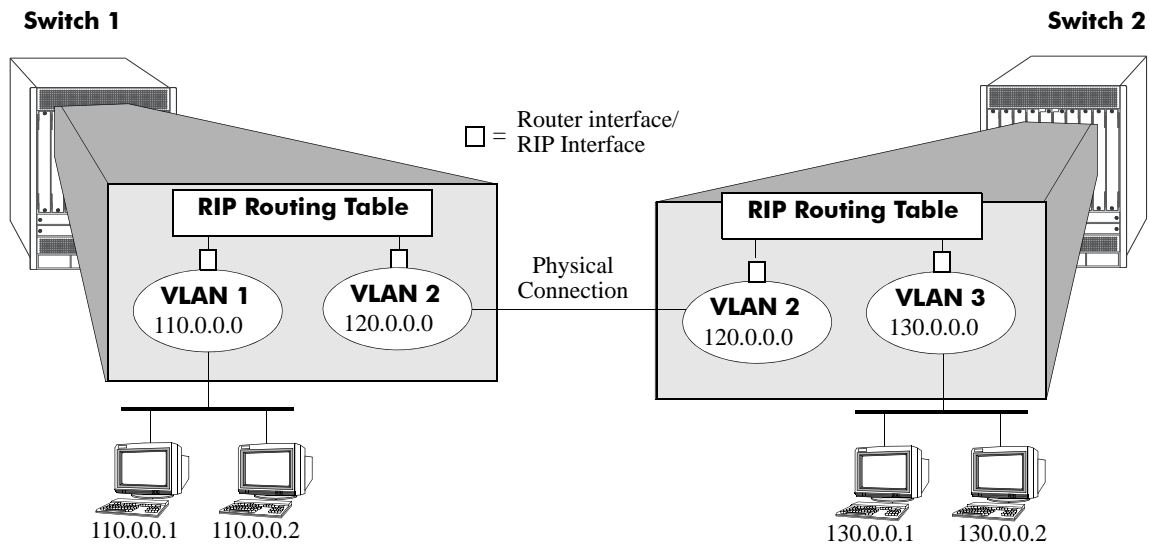 Switch 1
Switch 2
= Router interface/
RIP Interface
RIP Routing Table
RIP Routing Table
VLAN 1
110.0.0.0
VLAN 2
120.0.0.0
Physical
Connection
VLAN 2
120.0.0.0
VLAN 3
130.0.0.0
110.0.0.1
110.0.0.2
130.0.0.1
130.0.0.2